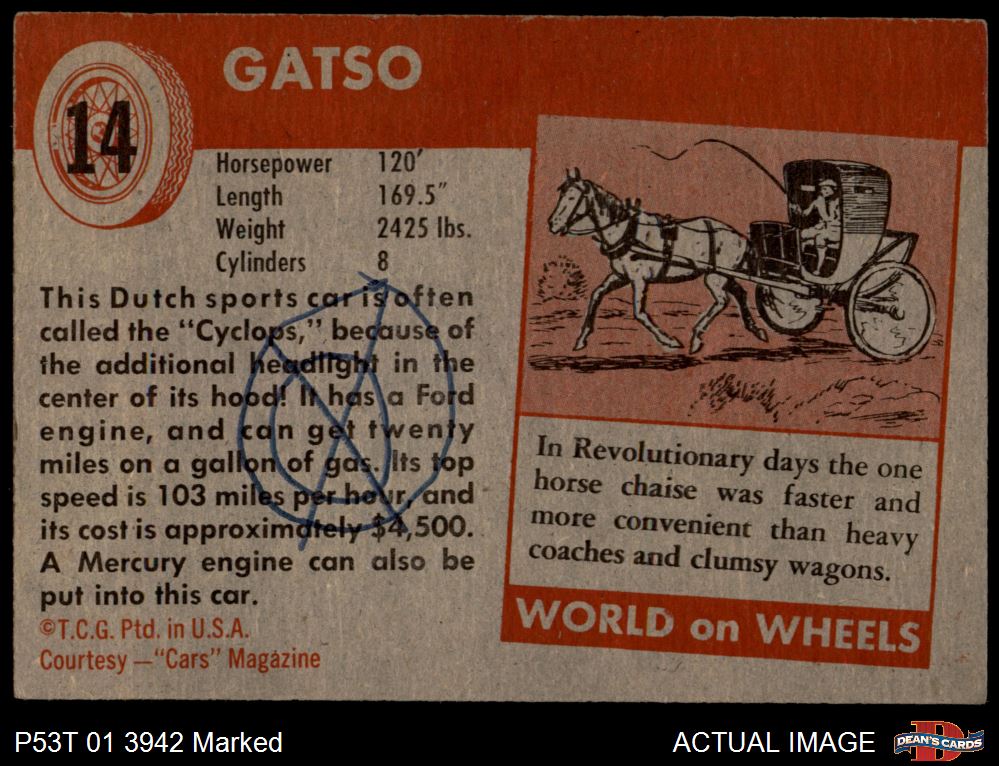 14
GATSO
Horsepower 120'
Length 169.5"
Weight 2425 lbs.
Cylinders 8
This Dutch sports car is often
called the "Cyclops," because of
the additional headlight in the
center of its hood! It has a Ford
engine, and can get twenty
miles on a gallon of gas. Its top
speed is 103 miles per hour, and
its cost is approximately $4,500.
A Mercury engine can also be
put into this car.
©T.C.G. Ptd. in U.S.A.
Courtesy —"Cars" Magazine
In Revolutionary days the one
horse chaise was faster and
more convenient than heavy
coaches and clumsy wagons.
WORLD on WHEELS
P53T 01 3942 Marked
ACTUAL IMAGE
DEAN'S CARDS